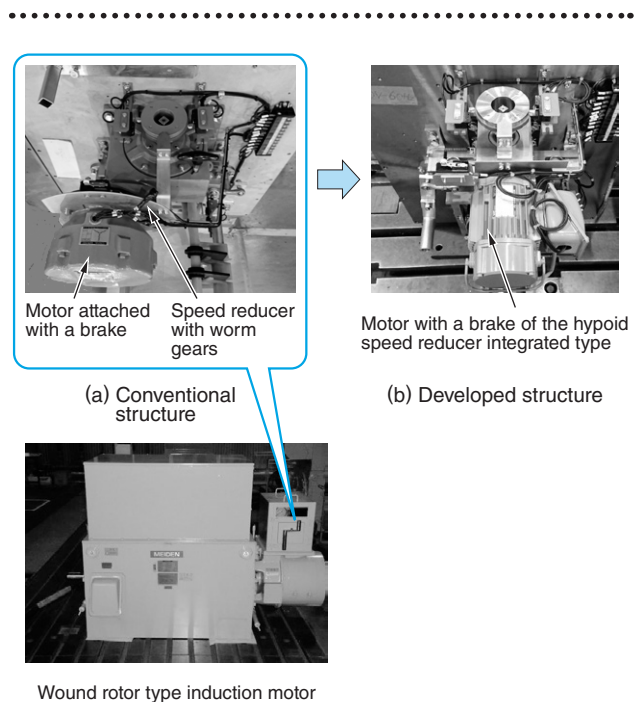 Motor attached
with a brake
Speed reducer
with worm
gears
Motor with a brake of the hypoid
speed reducer integrated type
(a) Conventional
structure
(b) Developed structure
MEIDEN
Wound rotor type induction motor